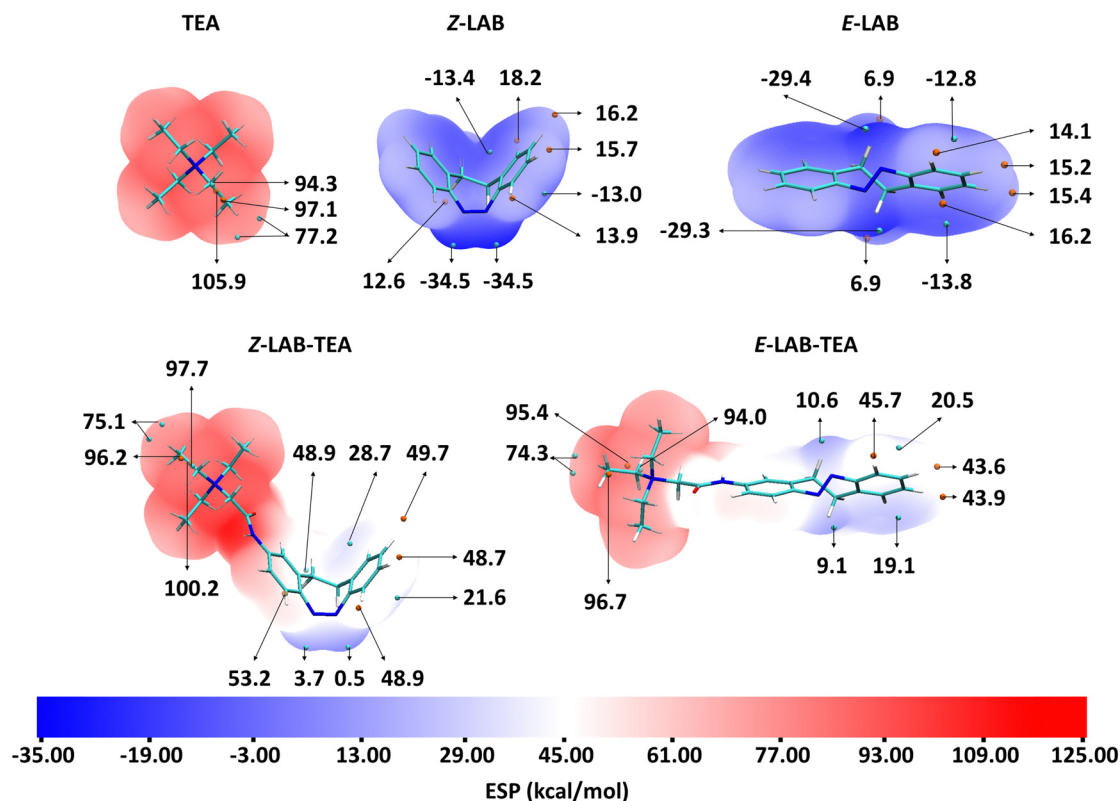 TEA
Z-LAB
E-LAB
-13.4 18.2
16.2
15.7
-13.0
13.9
12.6 -34.5 -34.5
94.3
97.1
77.2
105.9
-29.4 6.9 -12.8
14.1
15.2
15.4
16.2
-29.3
6.9 -13.8
Z-LAB-TEA
E-LAB-TEA
97.7
75.1
96.2
48.9 28.7 49.7
48.7
21.6
100.2
53.2 3.7 0.5 48.9
95.4 94.0
74.3
10.6 45.7 20.5
43.6
43.9
9.1 19.1
96.7
-35.00 -19.00 -3.00 13.00 29.00 45.00 61.00 77.00 93.00 109.00 125.00
ESP (kcal/mol)